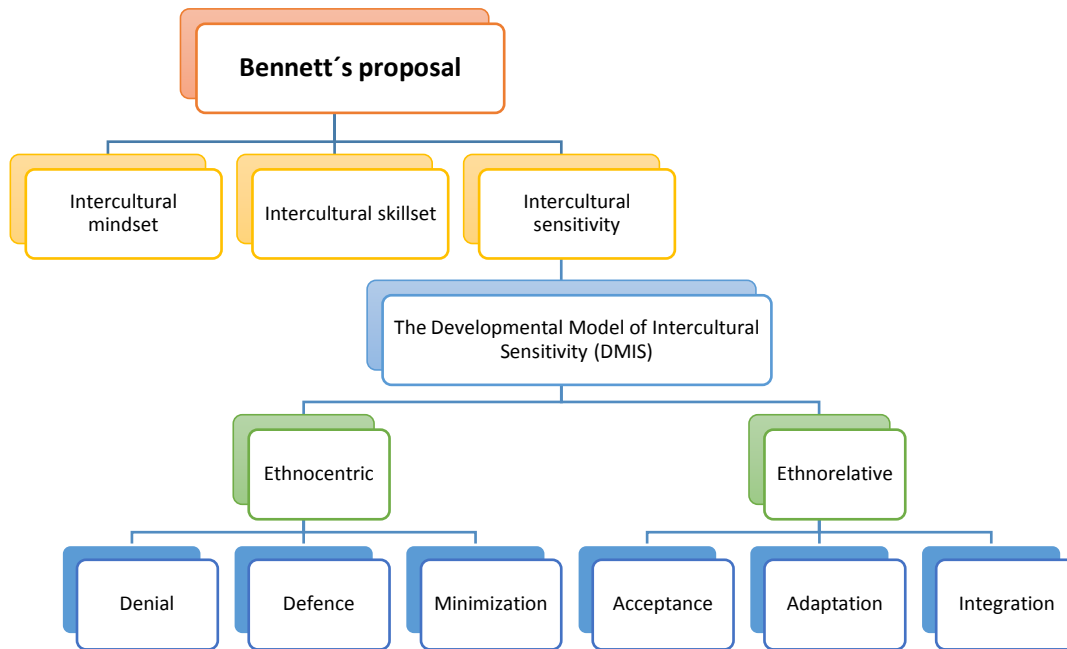 Bennett´s proposal
Intercultural
mindset
Intercultural skillset
Intercultural
sensitivity
The Developmental Model of Intercultural
Sensitivity (DMIS)
Ethnocentric
Ethnorelative
Denial
Defence
Minimization
Acceptance
Adaptation
Integration